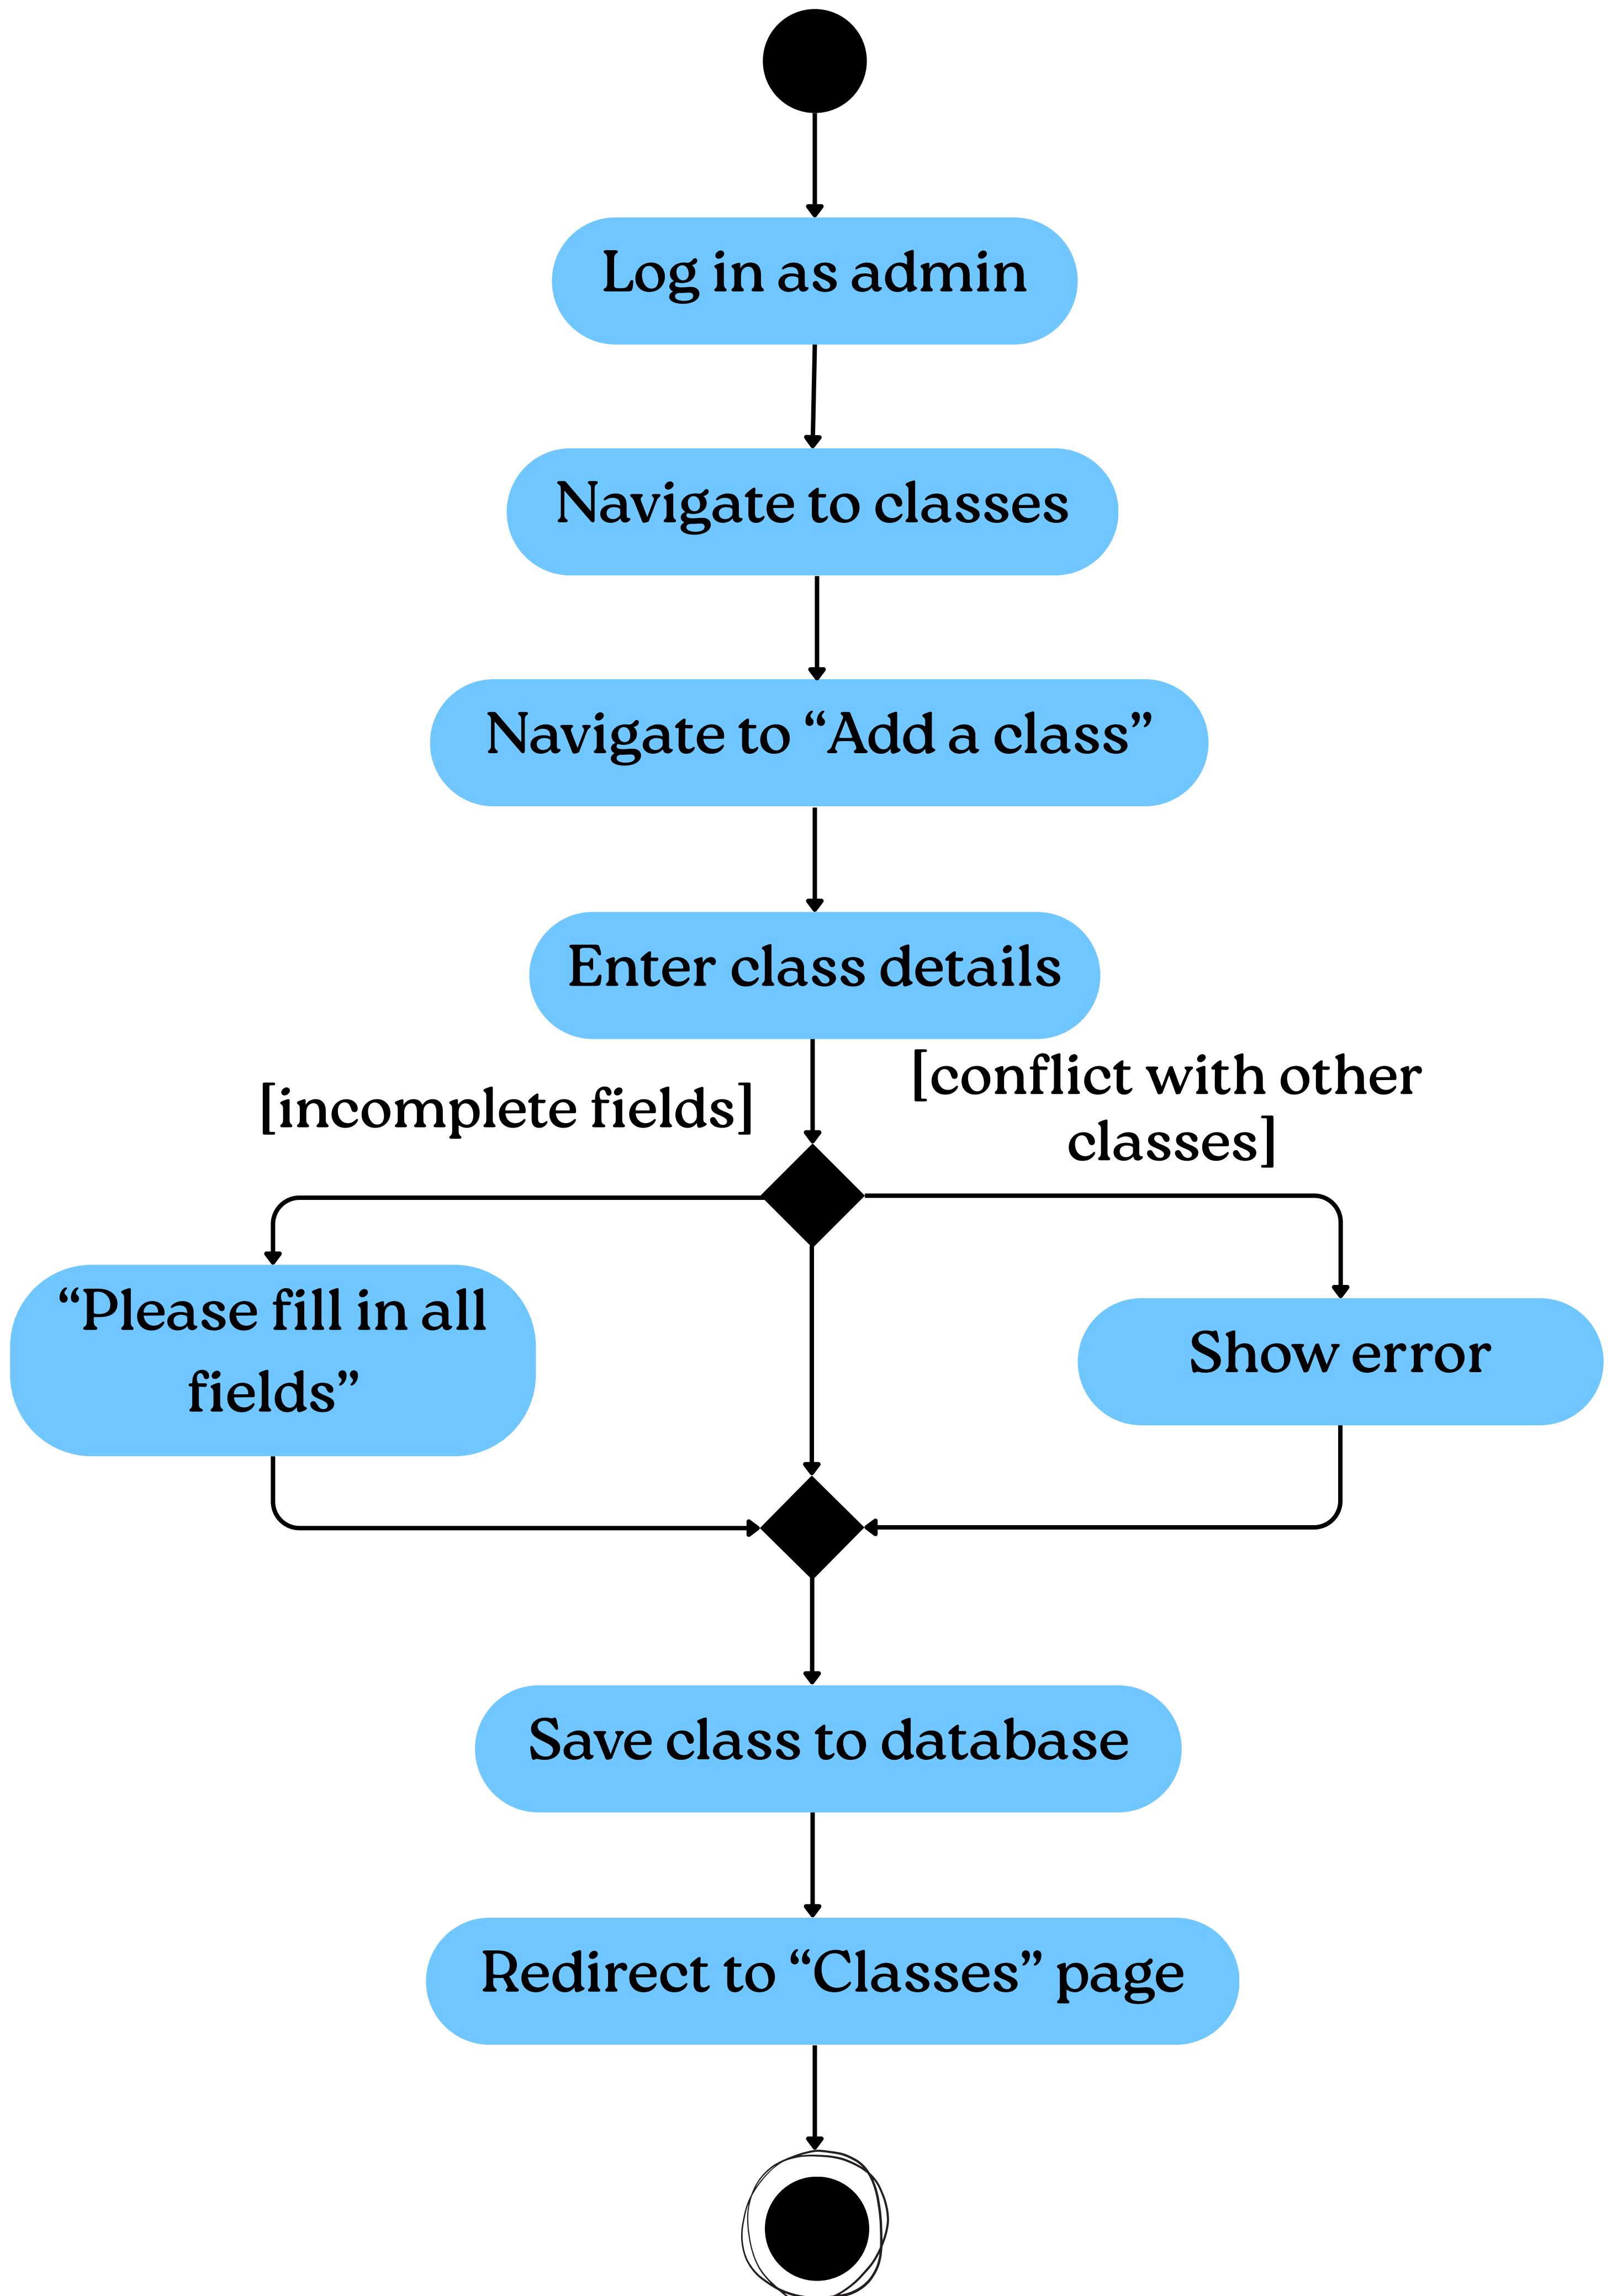 Log in as admin
Navigate to classes
Navigate to “Add a class”
Enter class details
[incomplete fields]
[conflict with other
classes]
“Please fill in all
fields”
Show error
Save class to database
Redirect to “Classes” page